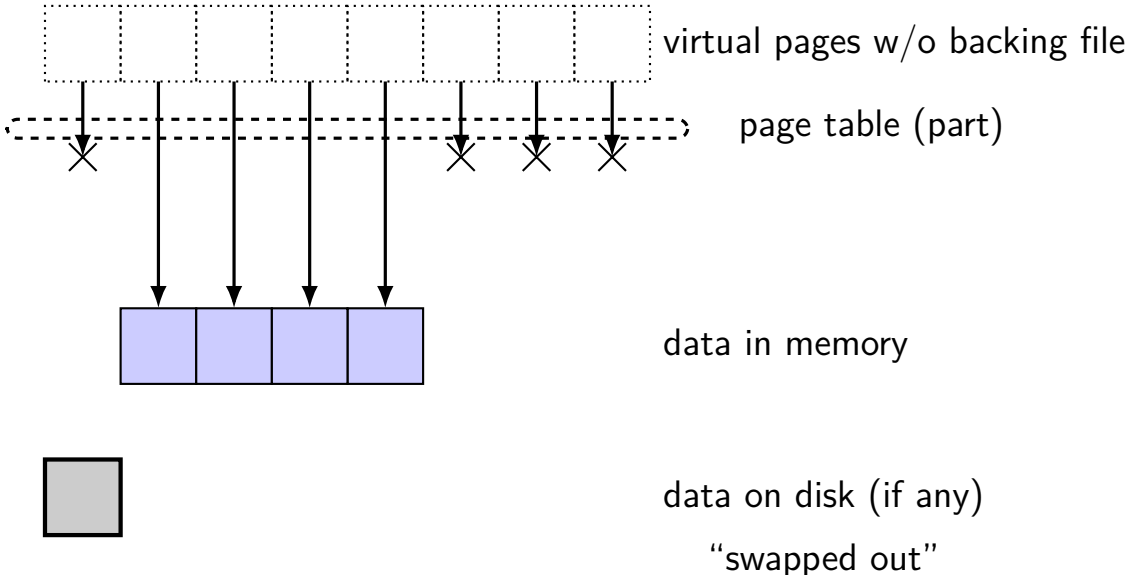 virtual pages w/o backing file
page table (part)
data in memory
data on disk (if any)
“swapped out”